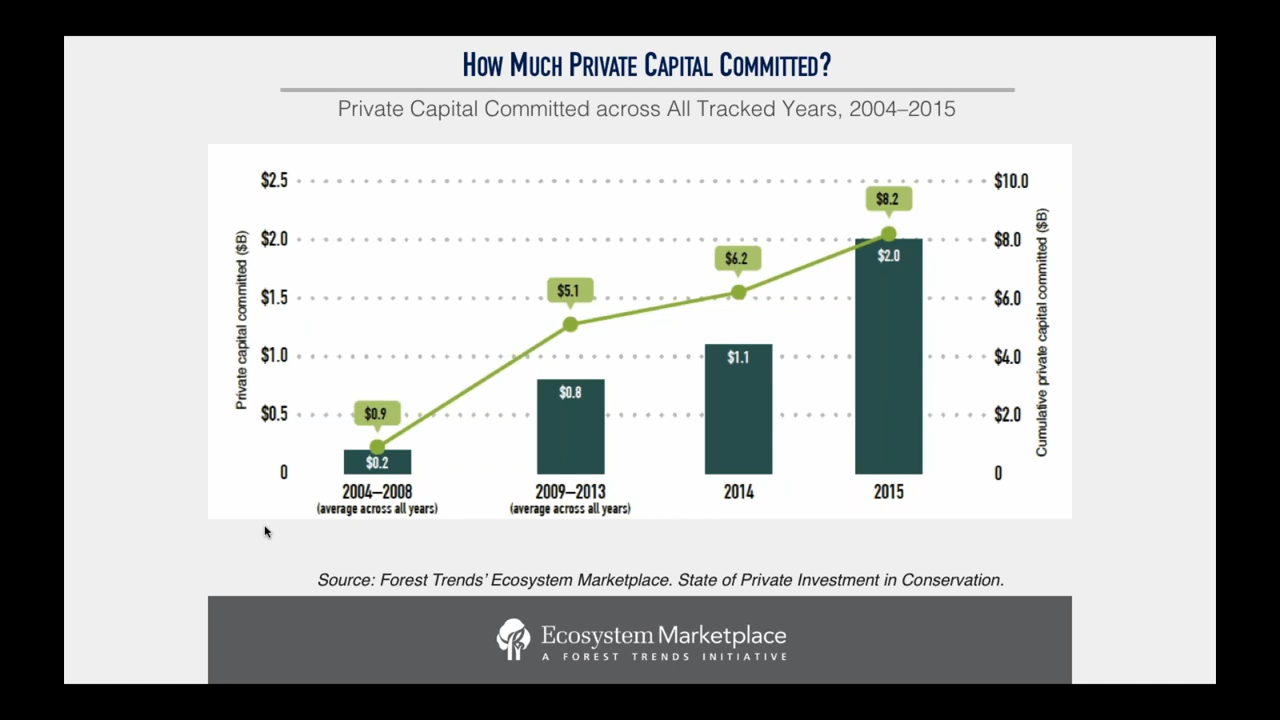 HOW MUCH PRIVATE CAPITAL COMMITTED?
Private Capital Committed across All Tracked Years, 2004–2015
Private capital committed ($B)
$2.5
$2.0
$1.5
$1.0
$0.5
0
$0.9
$5.1
$6.2
$8.2
$0.2
$0.8
$1.1
$2.0
$10.0
$8.0
$6.0
$4.0
$2.0
0
Cumulative private capital committed ($B)
2004–2008
(average across all years)
2009–2013
(average across all years)
2014
2015
Source: Forest Trends’ Ecosystem Marketplace. State of Private Investment in Conservation.
Ecosystem Marketplace
A FOREST TRENDS INITIATIVE